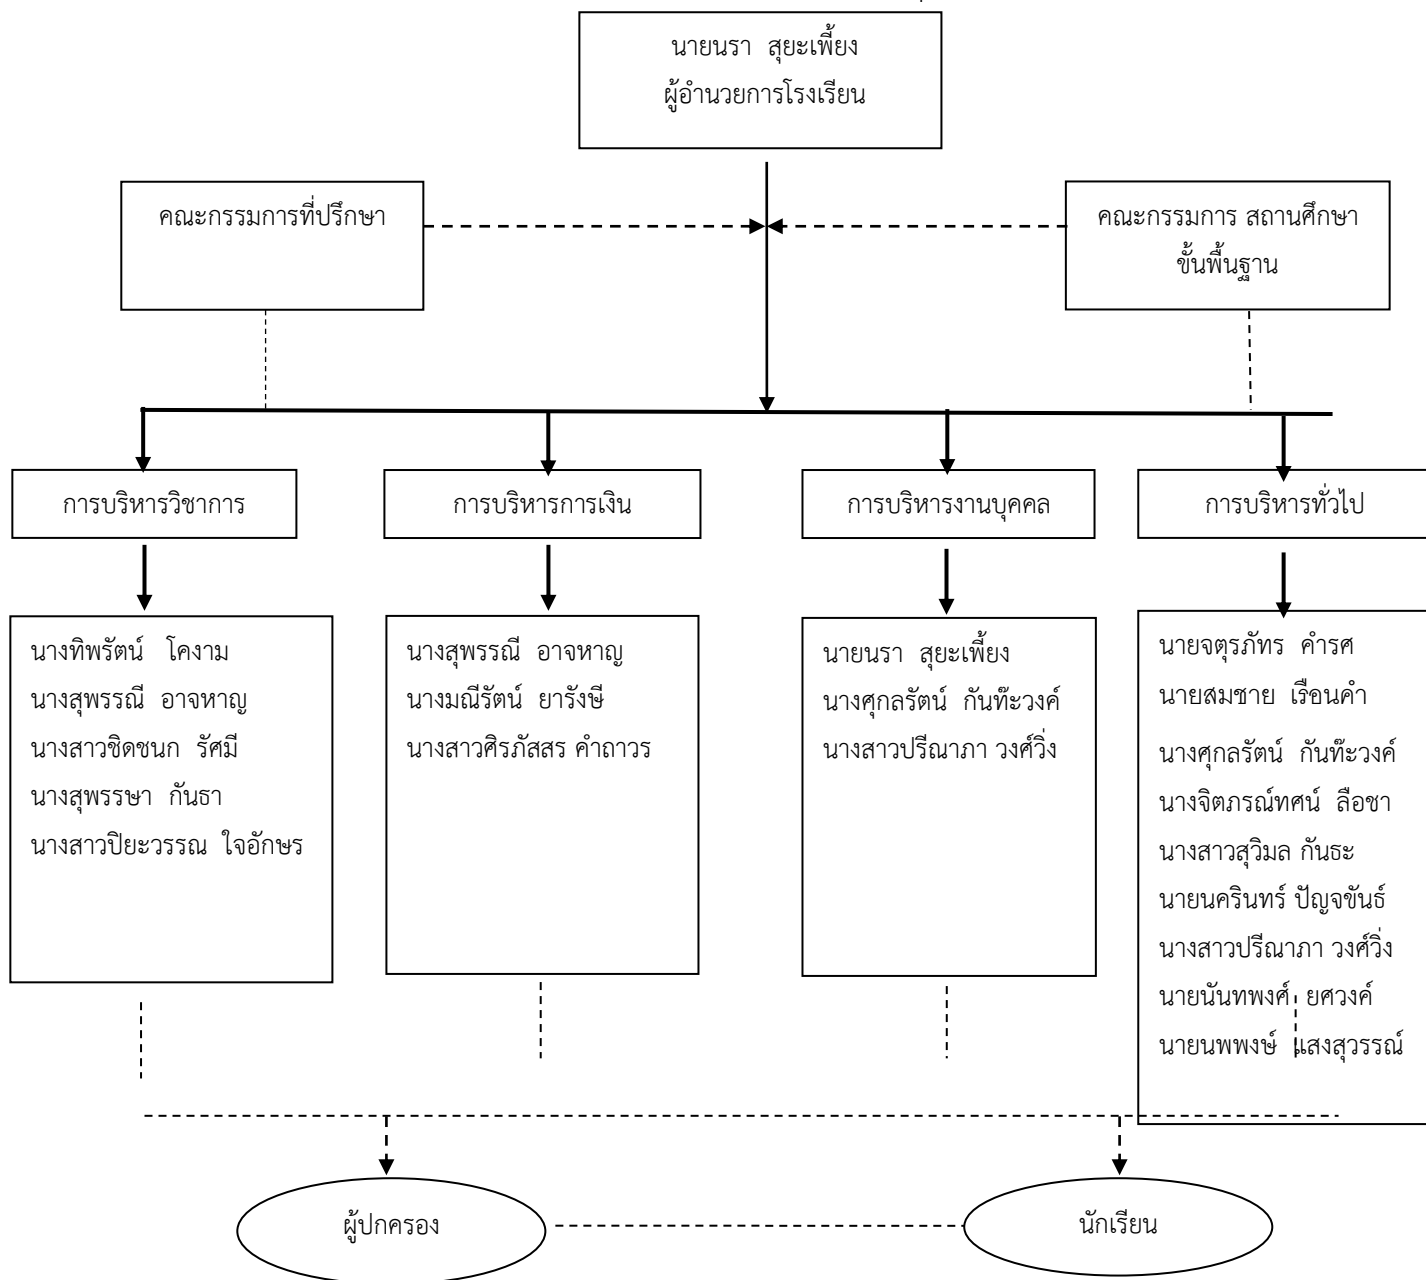 นายนรา สุยะเพี้ยง
ผู้อำนวยการโรงเรียน
คณะกรรมการที่ปรึกษา
คณะกรรมการ สถานศึกษา
ขั้นพื้นฐาน
การบริหารวิชาการ
การบริหารการเงิน
การบริหารงานบุคคล
การบริหารทั่วไป
นางทิพรัตน์ โคงาม
นางสุพรรณี อาจหาญ
นางสาวชิดชนก รัศมี
นางสุพรรษา กันธา
นางสาวปิยะวรรณ ใจอักษร
นางสุพรรณี อาจหาญ
นางมณีรัตน์ ยารังษี
นางสาวศิรภัสสร คำถาวร
นายนรา สุยะเพี้ยง
นางศุกลรัตน์ กันท๊ะวงค์
นางสาวปรีณาภา วงศ์วิ่ง
นายจตุรภัทร คำรศ
นายสมชาย เรือนคำ
นางศุกลรัตน์ กันท๊ะวงค์
นางจิตภรณ์ทศน์ ลือชา
นางสาวสุวิมล กันธะ
นายนครินทร์ ปัญจขันธ์
นางสาวปรีณาภา วงศ์วิ่ง
นายนันทพงศ์ ยศวงค์
นายนพพงษ์ แสงสุวรรณ์
ผู้ปกครอง
นักเรียน